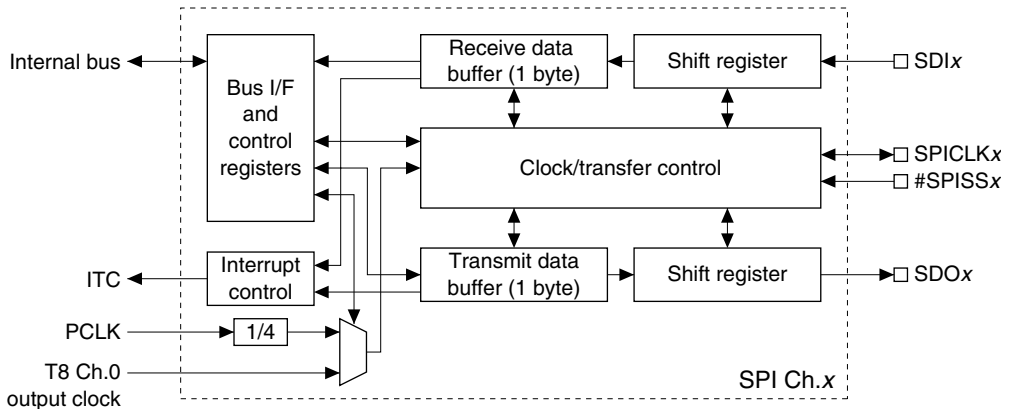 Internal bus
Bus I/F
and
control
registers
Receive data
buffer (1 byte)
Shift register
SDIx
Clock/transfer control
SPICLKx
#SPISSx
ITC
Interrupt
control
Transmit data
buffer (1 byte)
Shift register
SDOx
PCLK
1/4
T8 Ch.0
output clock
SPI Ch.x